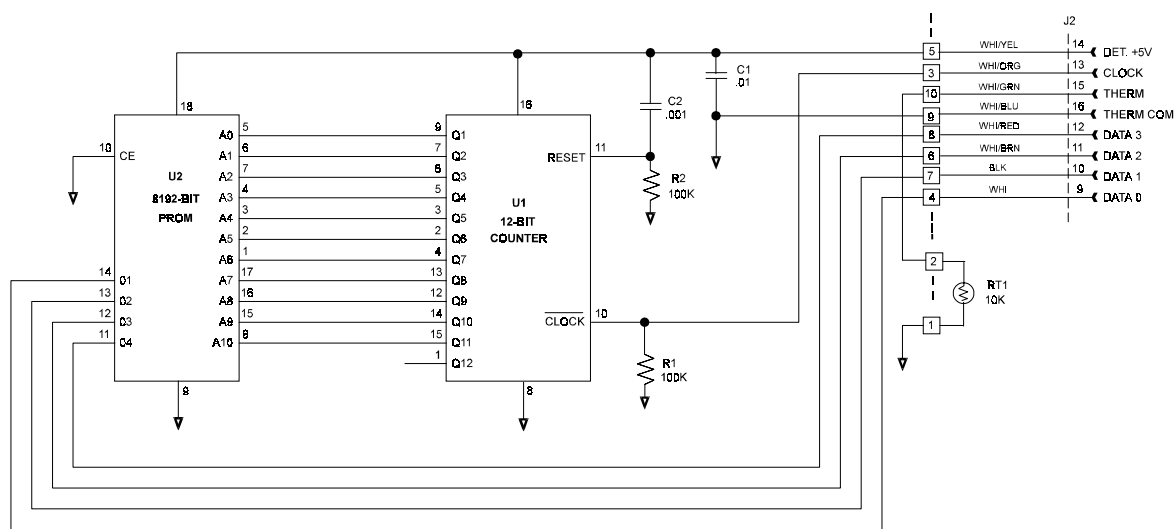 J2
5 WHI/YEL 14 DET. +5V
3 WHI/ORG 13 CLOCK
10 WHI/GRN 15 THERM
9 WHI/BLU 16 THERM COM
8 WHI/RED 12 DATA 3
6 WHI/BRN 11 DATA 2
7 BLK 10 DATA 1
4 WHI 9 DATA 0
C1
.01
C2
.001
18
16
10 CE
U2
8192-BIT
PROM
A0 5 9 Q1
A1 6 7 Q2
A2 7 6 Q3
A3 4 5 Q4
A4 3 3 Q5
A5 2 2 Q6
A6 1 4 Q7
A7 17 13 Q8
A8 16 12 Q9
A9 15 14 Q10
A10 8 15 Q11
1 Q12
RESET 11
U1
12-BIT
COUNTER
R2
100K
CLOCK 10
R1
100K
14 01
13 02
12 03
11 04
9
8
2
RT1
10K
1